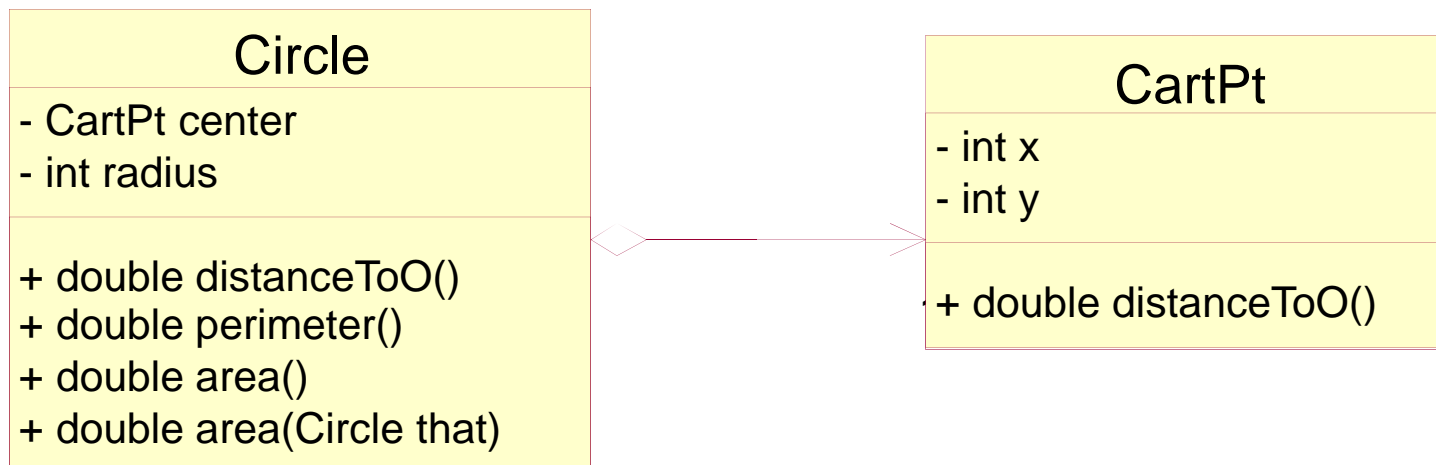 Circle
- CartPt center
- int radius
+ double distanceToO()
+ double perimeter()
+ double area()
+ double area(Circle that)
CartPt
- int x
- int y
+ double distanceToO()